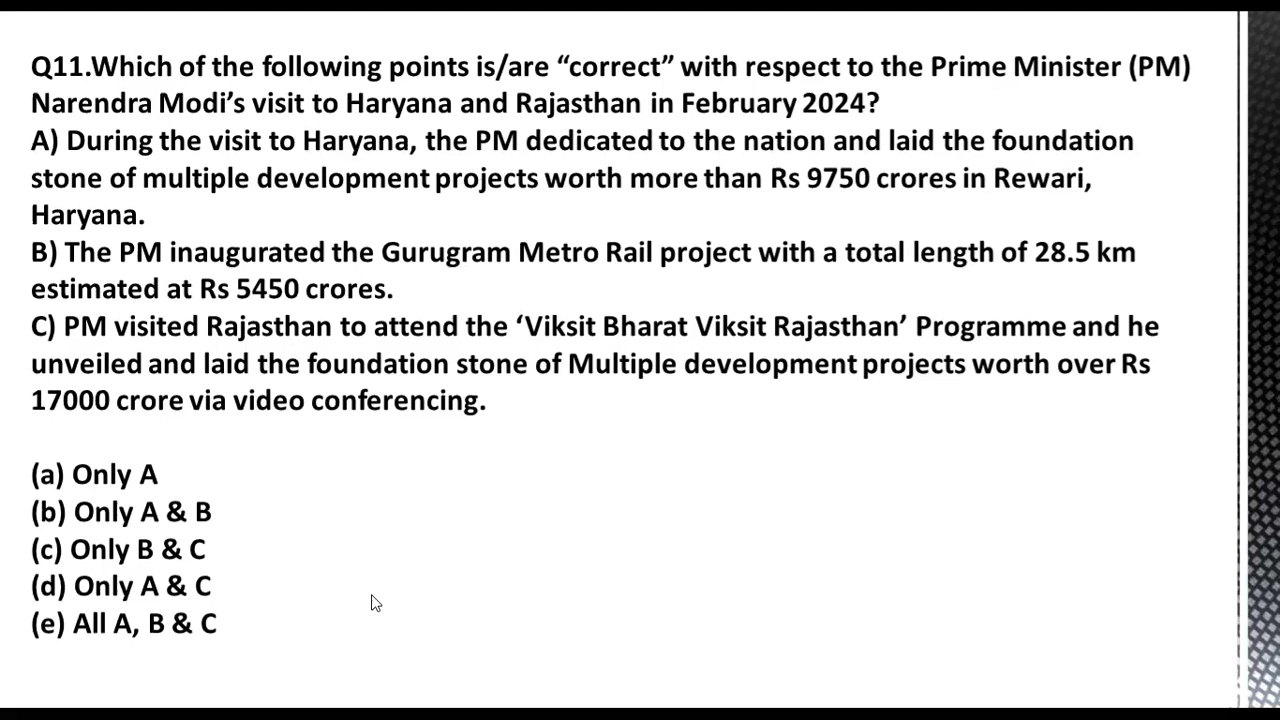 Q11.Which of the following points is/are “correct” with respect to the Prime Minister (PM)
Narendra Modi’s visit to Haryana and Rajasthan in February 2024?
A) During the visit to Haryana, the PM dedicated to the nation and laid the foundation
stone of multiple development projects worth more than Rs 9750 crores in Rewari,
Haryana.
B) The PM inaugurated the Gurugram Metro Rail project with a total length of 28.5 km
estimated at Rs 5450 crores.
C) PM visited Rajasthan to attend the ‘Viksit Bharat Viksit Rajasthan’ Programme and he
unveiled and laid the foundation stone of Multiple development projects worth over Rs
17000 crore via video conferencing.
(a) Only A
(b) Only A & B
(c) Only B & C
(d) Only A & C
(e) All A, B & C